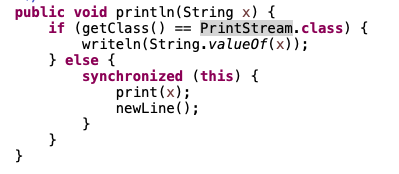 public void println(String x) {
    if (getClass() == PrintStream.class) {
        writeln(String.valueOf(x));
    } else {
        synchronized (this) {
            print(x);
            newLine();
        }
    }
}